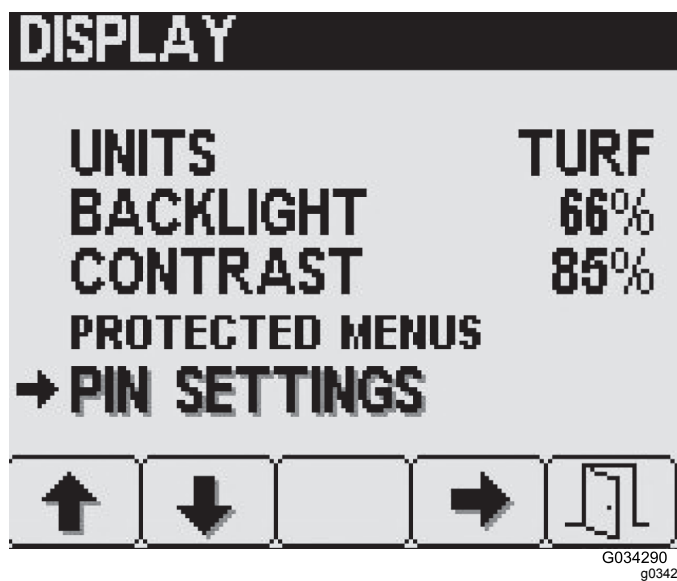 DISPLAY
UNITS TURF
BACKLIGHT 66%
CONTRAST 85%
PROTECTED MENUS
PIN SETTINGS
G034290
g0342